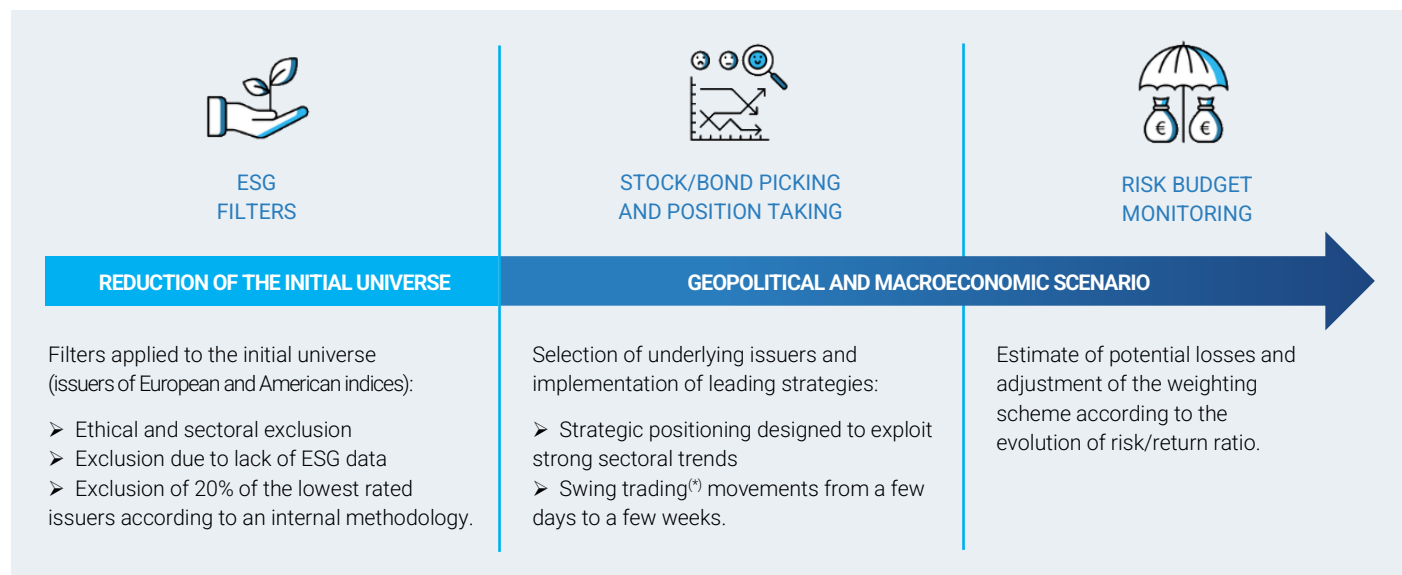 ESG
FILTERS
STOCK/BOND PICKING
AND POSITION TAKING
€
€
RISK BUDGET
MONITORING
REDUCTION OF THE INITIAL UNIVERSE
GEOPOLITICAL AND MACROECONOMIC SCENARIO
Filters applied to the initial universe
(issuers of European and American indices):
➢ Ethical and sectoral exclusion
➢ Exclusion due to lack of ESG data
➢ Exclusion of 20% of the lowest rated
issuers according to an internal methodology.
Selection of underlying issuers and
implementation of leading strategies:
➢ Strategic positioning designed to exploit
strong sectoral trends
➢ Swing trading(*) movements from a few
days to a few weeks.
Estimate of potential losses and
adjustment of the weighting
scheme according to the
evolution of risk/return ratio.